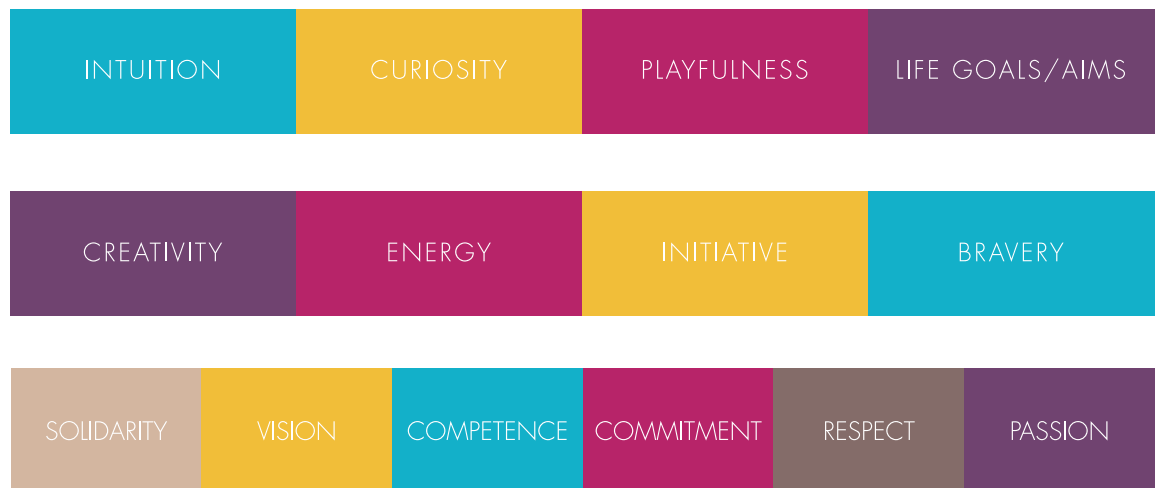 INTUITION CURIOSITY PLAYFULNESS LIFE GOALS/AIMS
CREATIVITY ENERGY INITIATIVE BRAVERY
SOLIDARITY VISION COMPETENCE COMMITMENT RESPECT PASSION